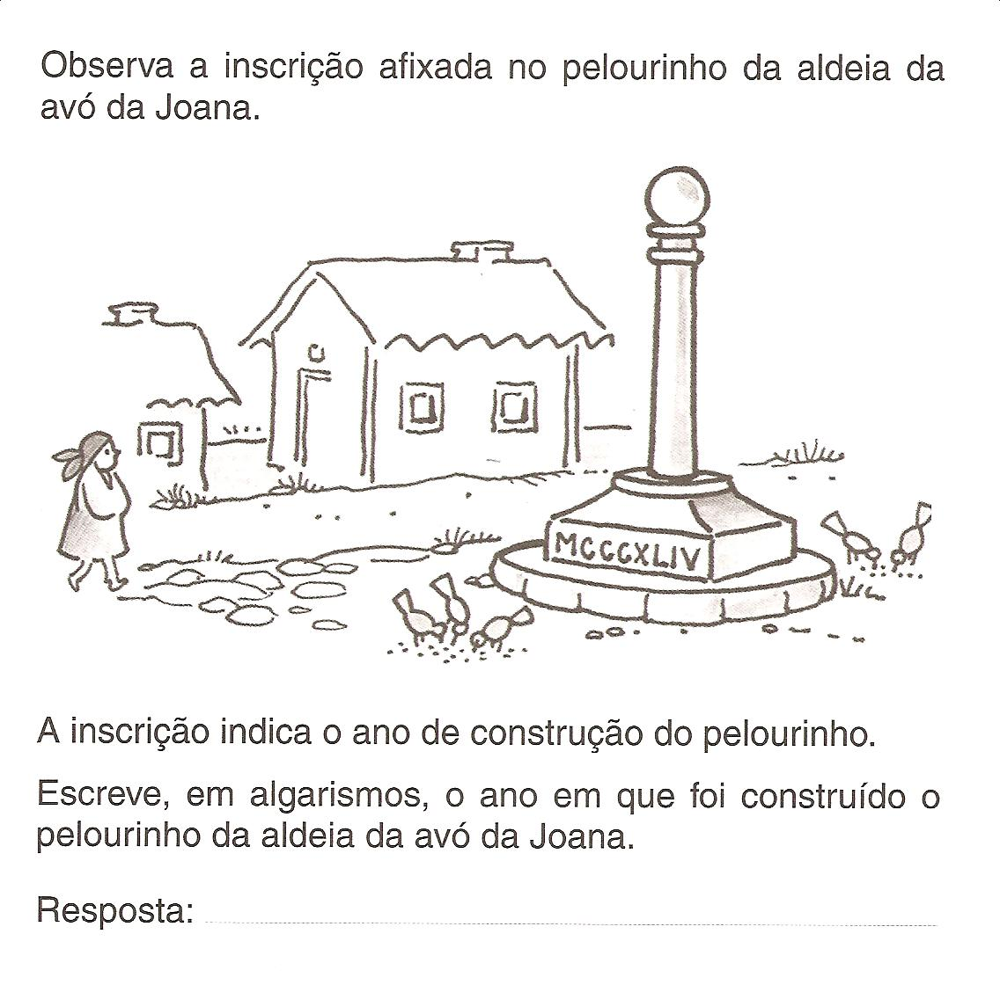 Observa a inscrição afixada no pelourinho da aldeia da
avó da Joana.
MCCCXLIV
A inscrição indica o ano de construção do pelourinho.
Escreve, em algarismos, o ano em que foi construído o
pelourinho da aldeia da avó da Joana.
Resposta: